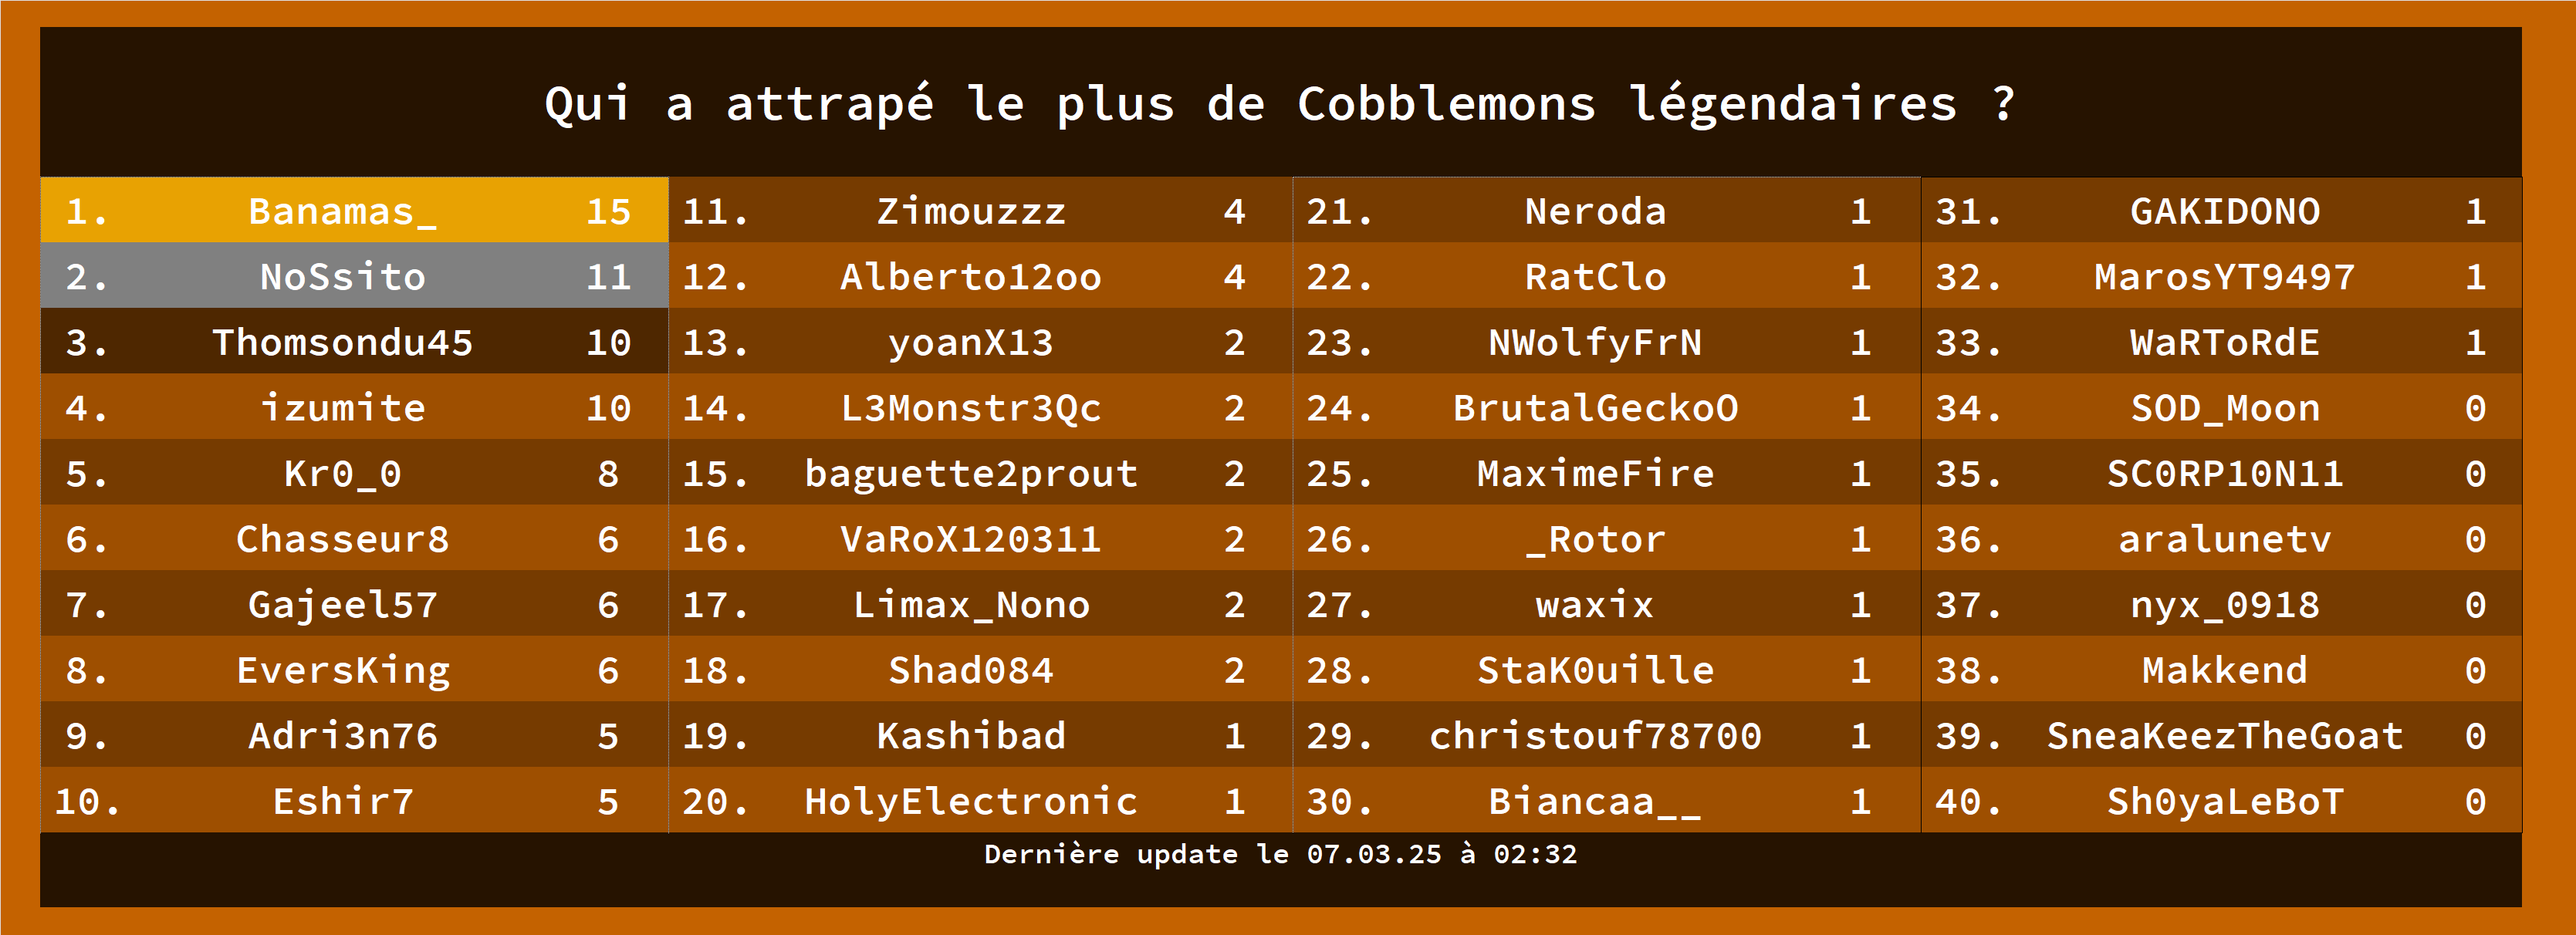 Qui a attrapé le plus de Cobblemons légendaires ?
1. Banamas_ 15
2. NoSsito 11
3. Thomsondu45 10
4. izumite 10
5. Kr0_0 8
6. Chasseur8 6
7. Gajeel57 6
8. EversKing 6
9. Adri3n76 5
10. Eshir7 5
11. Zimouzzz 4
12. Alberto12oo 4
13. yoanX13 2
14. L3Monstr3Qc 2
15. baguette2prout 2
16. VaRoX120311 2
17. Limax_Nono 2
18. Shad084 2
19. Kashibad 1
20. HolyElectronic 1
21. Neroda 1
22. RatClo 1
23. NWolfyFrN 1
24. BrutalGeckoO 1
25. MaximeFire 1
26. _Rotor 1
27. waxix 1
28. StaK0uille 1
29. christouf78700 1
30. Biancaa__ 1
31. GAKIDONO 1
32. MarosYT9497 1
33. WaRToRdE 1
34. SOD_Moon 0
35. SC0RP10N11 0
36. aralunetv 0
37. nyx_0918 0
38. Makkend 0
39. SneaKeezTheGoat 0
40. Sh0yaLeBoT 0
Dernière update le 07.03.25 à 02:32